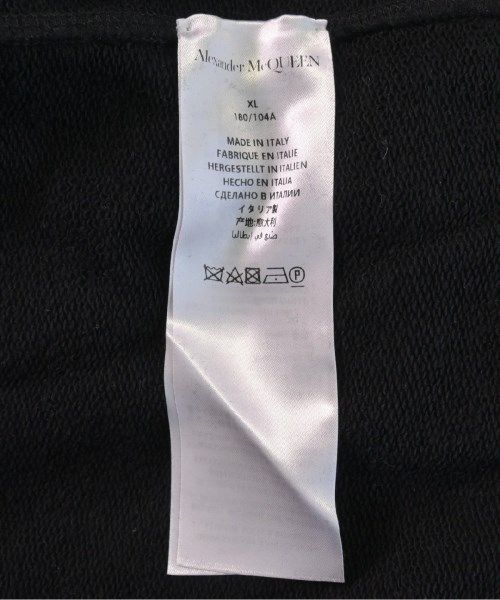 Alexander McQUEEN
XL
180/104A
MADE IN ITALY
FABRIQUE EN ITALIE
HERGESTELLT IN ITALIEN
HECHO EN ITALIA
СДЕЛАНО В ИТАЛИИ
イタリア製
产地:意大利
صنع في إيطاليا
P